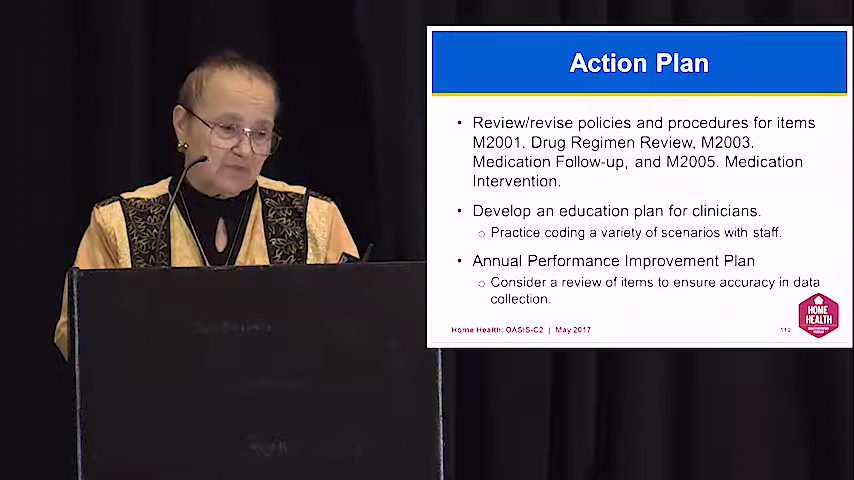 Action Plan
• Review/revise policies and procedures for items
M2001. Drug Regimen Review, M2003.
Medication Follow-up, and M2005. Medication
Intervention.
• Develop an education plan for clinicians.
○ Practice coding a variety of scenarios with staff.
• Annual Performance Improvement Plan
○ Consider a review of items to ensure accuracy in data
collection.
HOME
HEALTH
Home Health: OASIS-C2 | May 2017